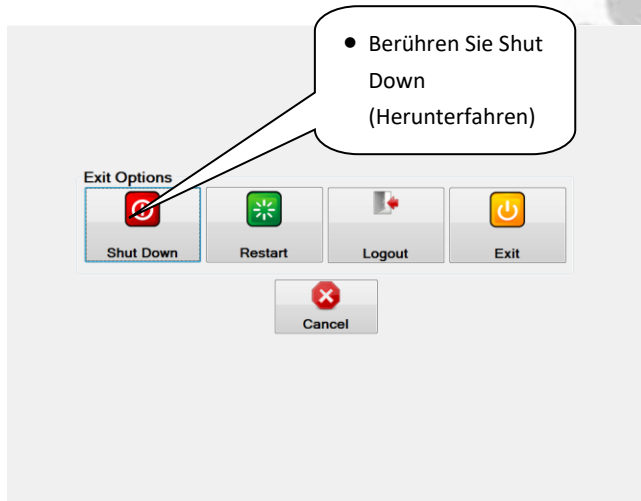 • Berühren Sie Shut
Down
(Herunterfahren)
Exit Options
Shut Down Restart Logout Exit
Cancel